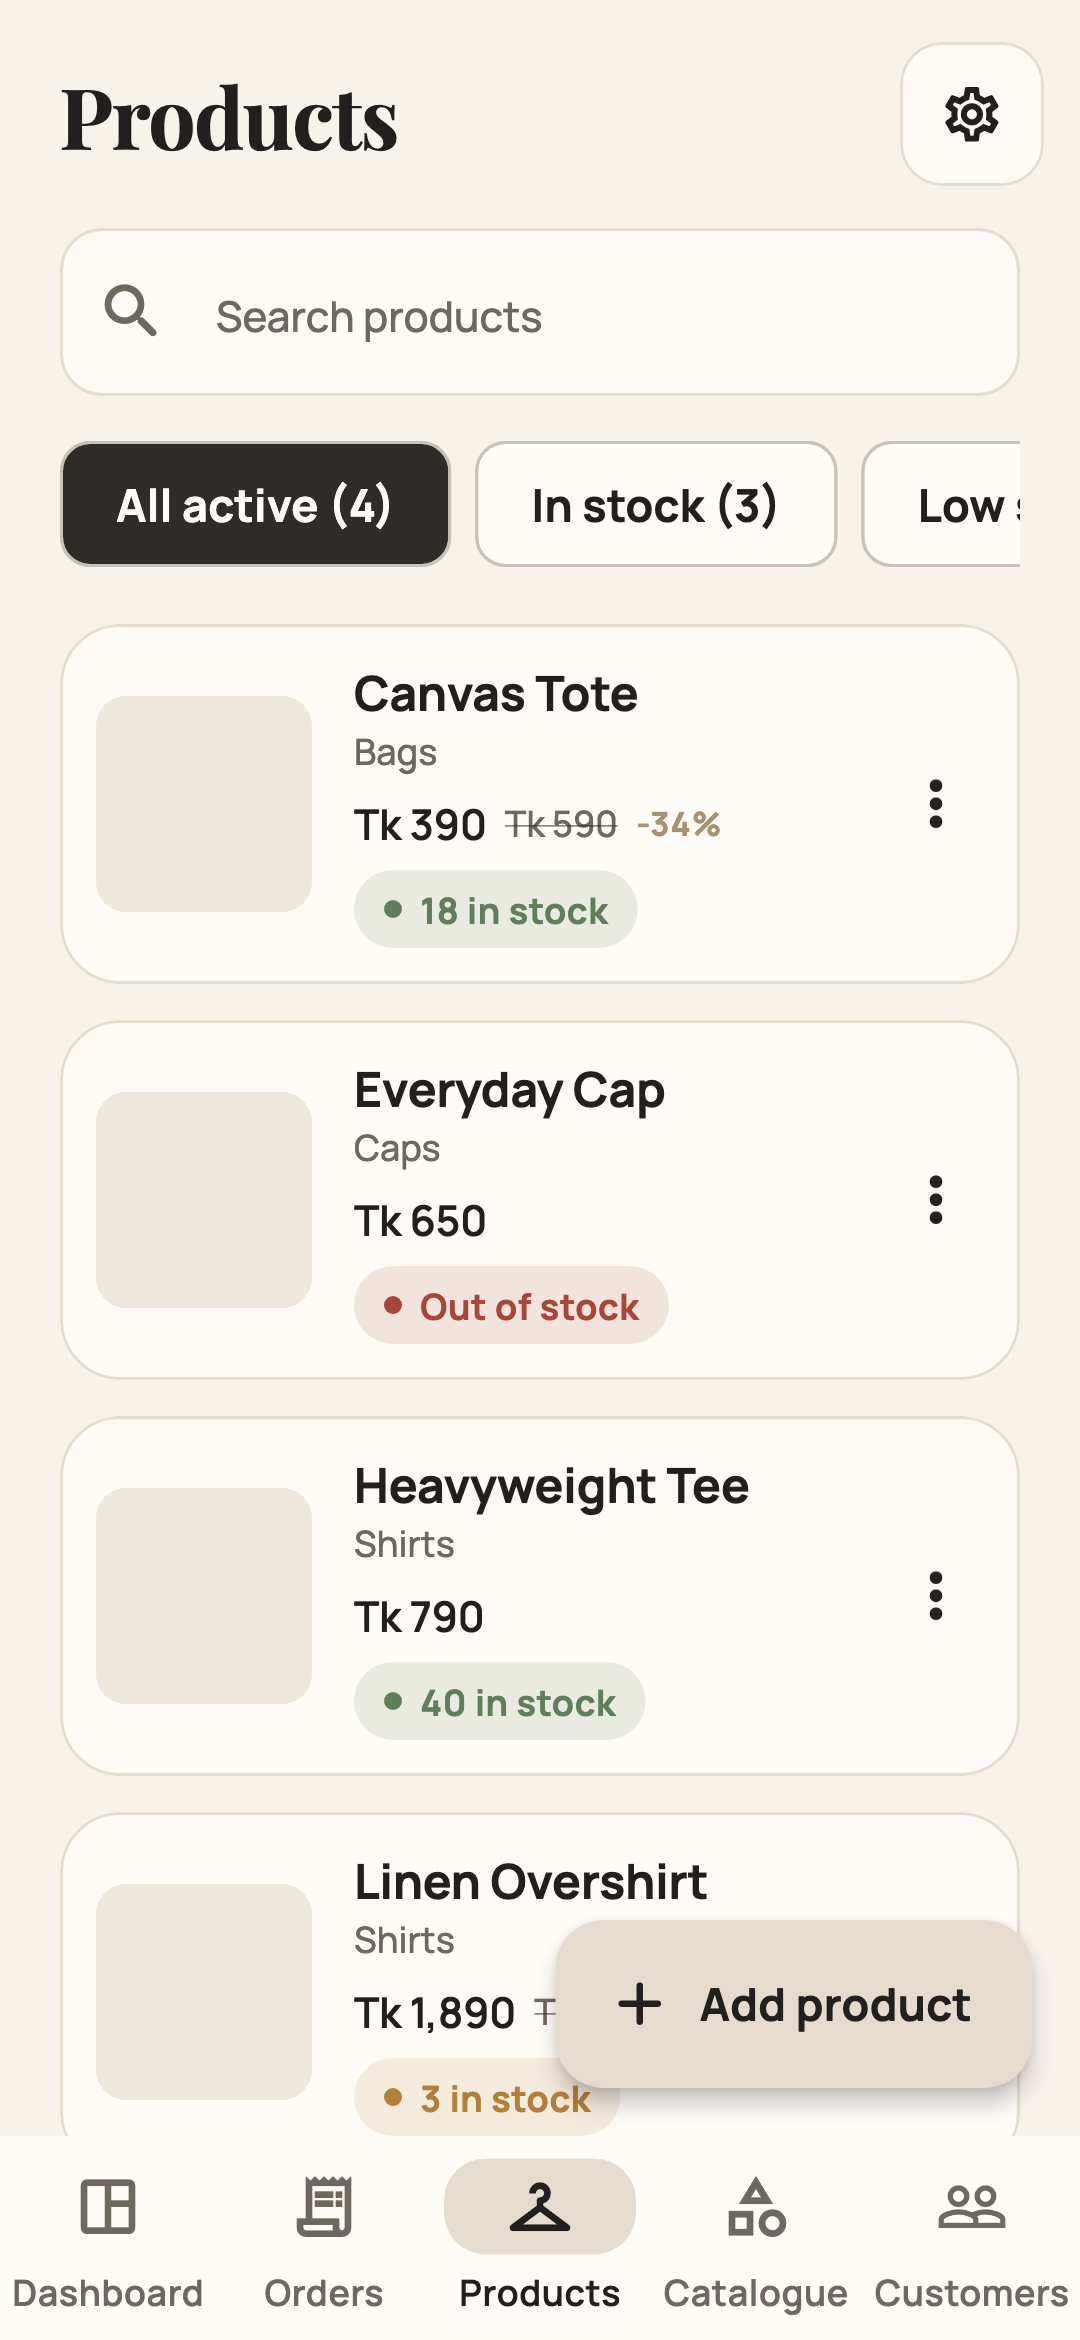 Products
Search products
All active (4)
In stock (3)
Low
Canvas Tote
Bags
Tk 390 Tk 590 -34%
18 in stock
Everyday Cap
Caps
Tk 650
Out of stock
Heavyweight Tee
Shirts
Tk 790
40 in stock
Linen Overshirt
Shirts
Tk 1,890
Add product
3 in stock
Dashboard
Orders
Products
Catalogue
Customers